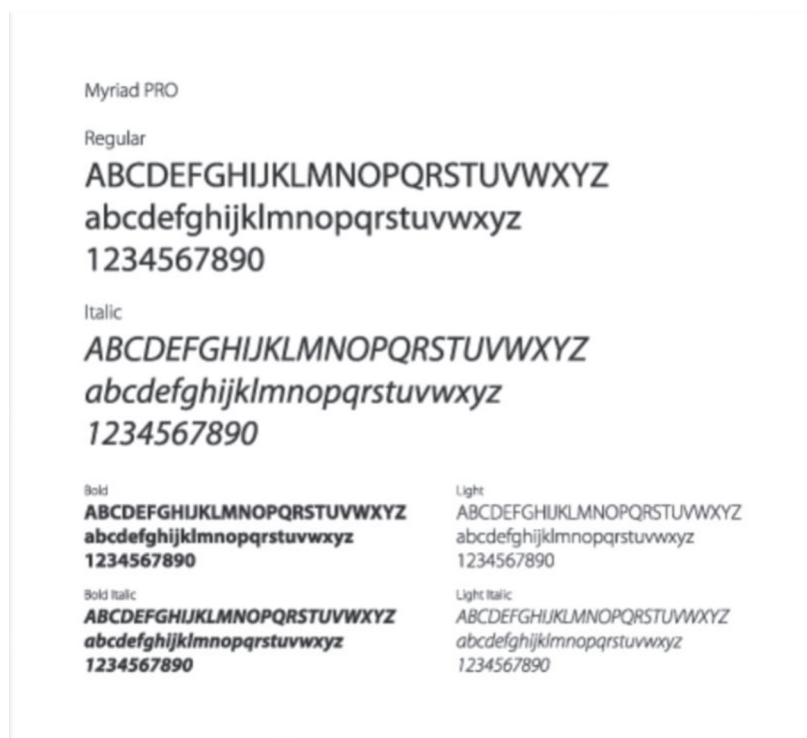 Myriad PRO
Regular
ABCDEFGHIJKLMNOPQRSTUVWXYZ
abcdefghijklmnopqrstuvwxyz
1234567890
Italic
ABCDEFGHIJKLMNOPQRSTUVWXYZ
abcdefghijklmnopqrstuvwxyz
1234567890
Bold
ABCDEFGHIJKLMNOPQRSTUVWXYZ
abcdefghijklmnopqrstuvwxyz
1234567890
Bold Italic
ABCDEFGHIJKLMNOPQRSTUVWXYZ
abcdefghijklmnopqrstuvwxyz
1234567890
Light
ABCDEFGHIJKLMNOPQRSTUVWXYZ
abcdefghijklmnopqrstuvwxyz
1234567890
Light Italic
ABCDEFGHIJKLMNOPQRSTUVWXYZ
abcdefghijklmnopqrstuvwxyz
1234567890